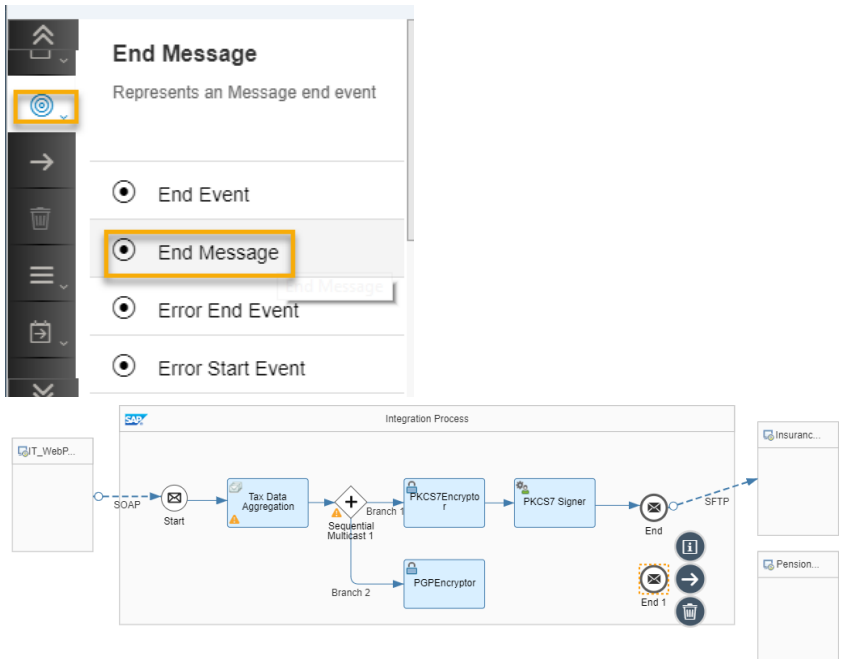 End Message
Represents an Message end event
End Event
End Message
End Message
Error End Event
Error Start Event
SAP
Integration Process
IT_WebP...
Insuranc...
SOAP
Start
Tax Data
Aggregation
Sequential
Multicast 1
Branch 1
PKCS7Encrypto
r
PKCS7 Signer
End
SFTP
Branch 2
PGPEncryptor
End 1
Pension...